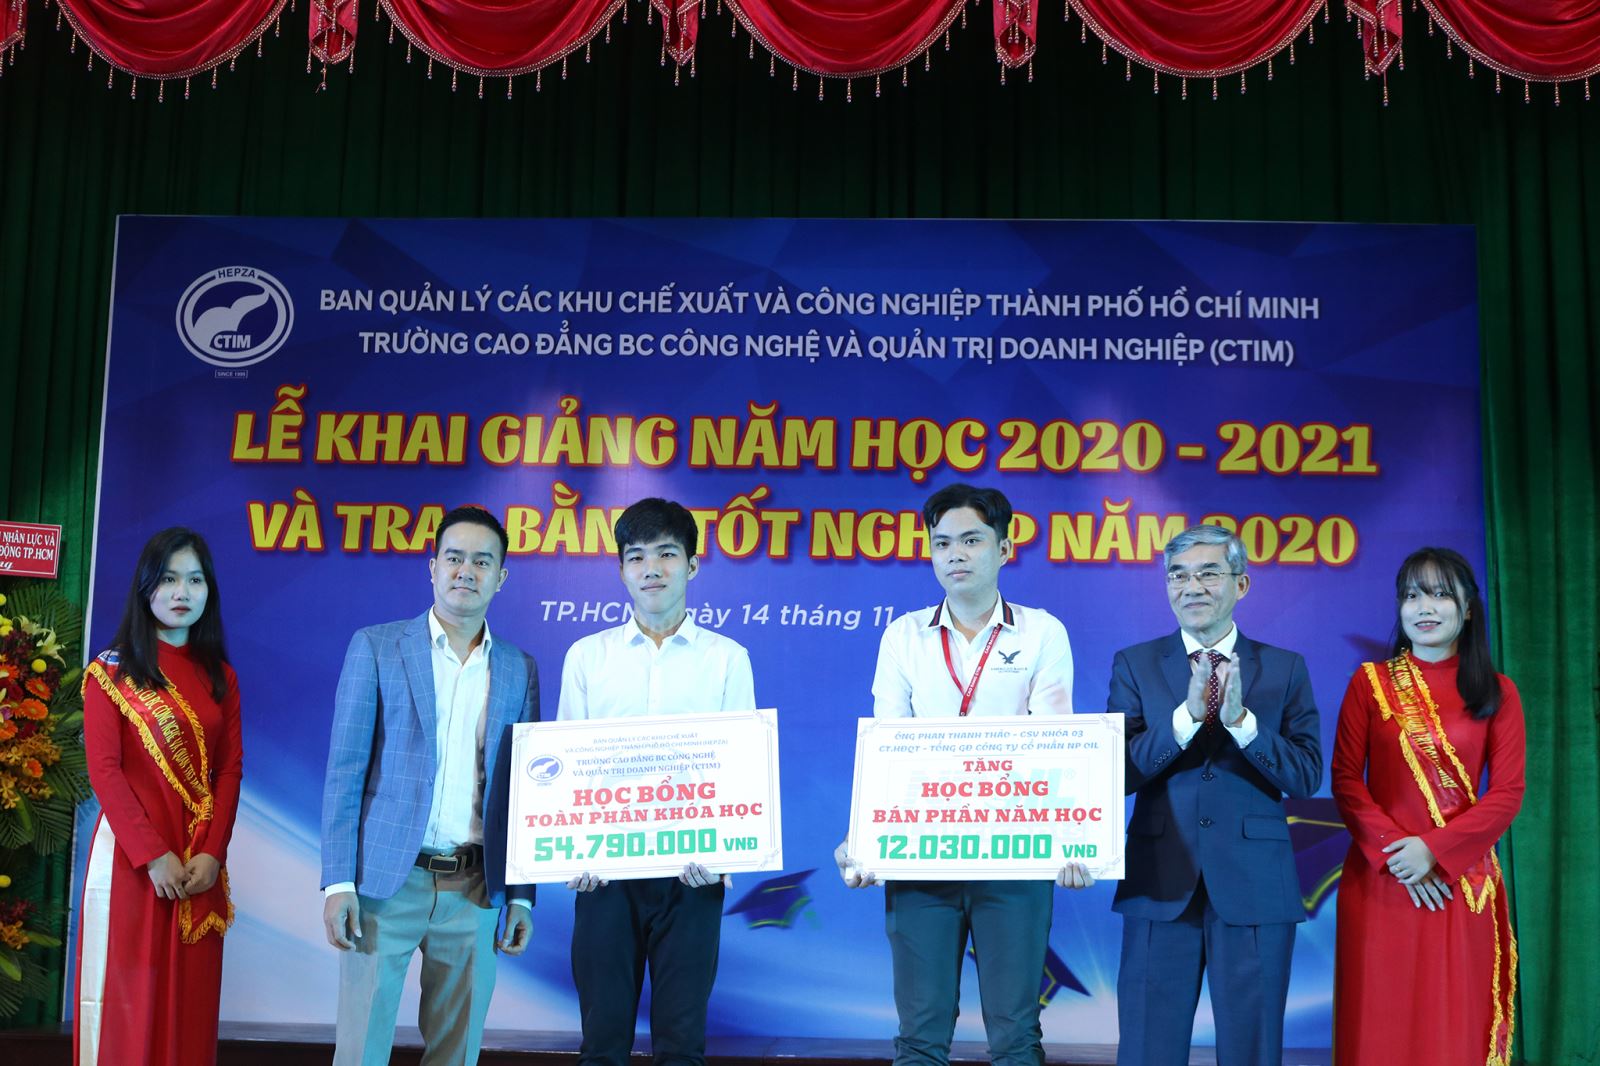 HEPZA
CTIM
SINCE 1999
BAN QUẢN LÝ CÁC KHU CHẾ XUẤT VÀ CÔNG NGHIỆP THÀNH PHỐ HỒ CHÍ MINH
TRƯỜNG CAO ĐẲNG BC CÔNG NGHỆ VÀ QUẢN TRỊ DOANH NGHIỆP (CTIM)
LỄ KHAI GIẢNG NĂM HỌC 2020 - 2021
VÀ TRAO BẰNG TỐT NGHIỆP NĂM 2020
TP.HCM, ngày 14 tháng 11
NHÂN LỰC VÀ
ĐỘNG TP.HCM
BAN QUẢN LÝ CÁC KHU CHẾ XUẤT
VÀ CÔNG NGHIỆP THÀNH PHỐ HỒ CHÍ MINH (HEPZA)
TRƯỜNG CAO ĐẲNG BC CÔNG NGHỆ
VÀ QUẢN TRỊ DOANH NGHIỆP (CTIM)
HỌC BỔNG
TOÀN PHẦN KHÓA HỌC
54.790.000 VNĐ
ÔNG PHAN THANH THẢO - CSV KHÓA 03
CT.HĐQT - TỔNG GĐ CÔNG TY CỔ PHẦN NP OIL
TẶNG
HỌC BỔNG
BÁN PHẦN NĂM HỌC
12.030.000 VNĐ